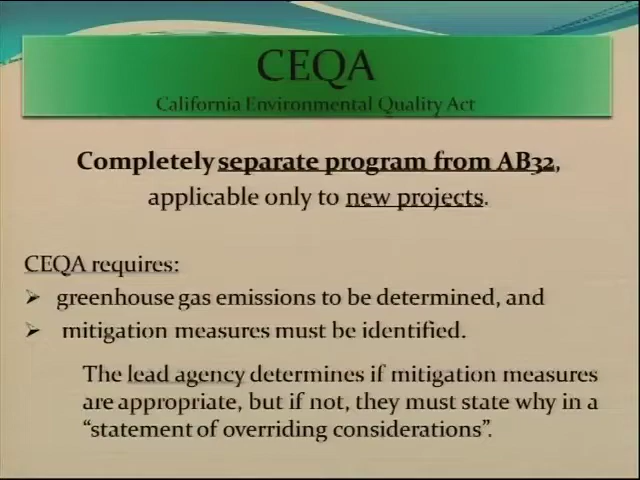 CEQA
California Environmental Quality Act
Completely separate program from AB32,
applicable only to new projects.
CEQA requires:
➢ greenhouse gas emissions to be determined, and
➢ mitigation measures must be identified.
The lead agency determines if mitigation measures
are appropriate, but if not, they must state why in a
“statement of overriding considerations”.